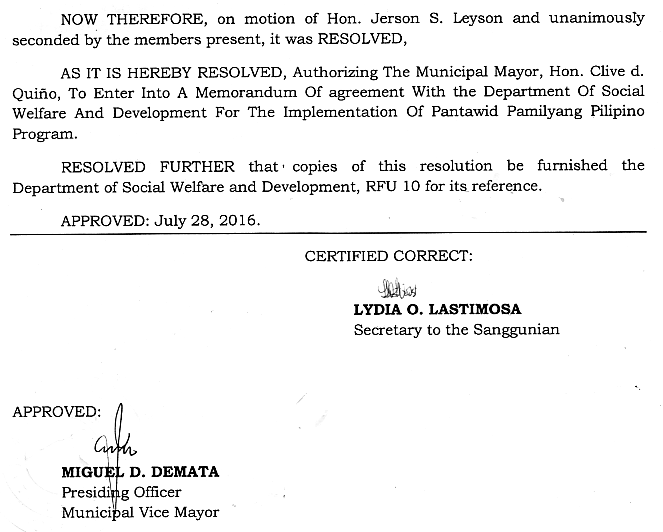 NOW THEREFORE, on motion of Hon. Jerson S. Leyson and unanimously
seconded by the members present, it was RESOLVED,
AS IT IS HEREBY RESOLVED, Authorizing The Municipal Mayor, Hon. Clive d.
Quiño, To Enter Into A Memorandum Of agreement With the Department Of Social
Welfare And Development For The Implementation Of Pantawid Pamilyang Pilipino
Program.
RESOLVED FURTHER that copies of this resolution be furnished the
Department of Social Welfare and Development, RFU 10 for its reference.
APPROVED: July 28, 2016.
CERTIFIED CORRECT:
LYDIA O. LASTIMOSA
Secretary to the Sanggunian
APPROVED:
MIGUEL D. DEMATA
Presiding Officer
Municipal Vice Mayor